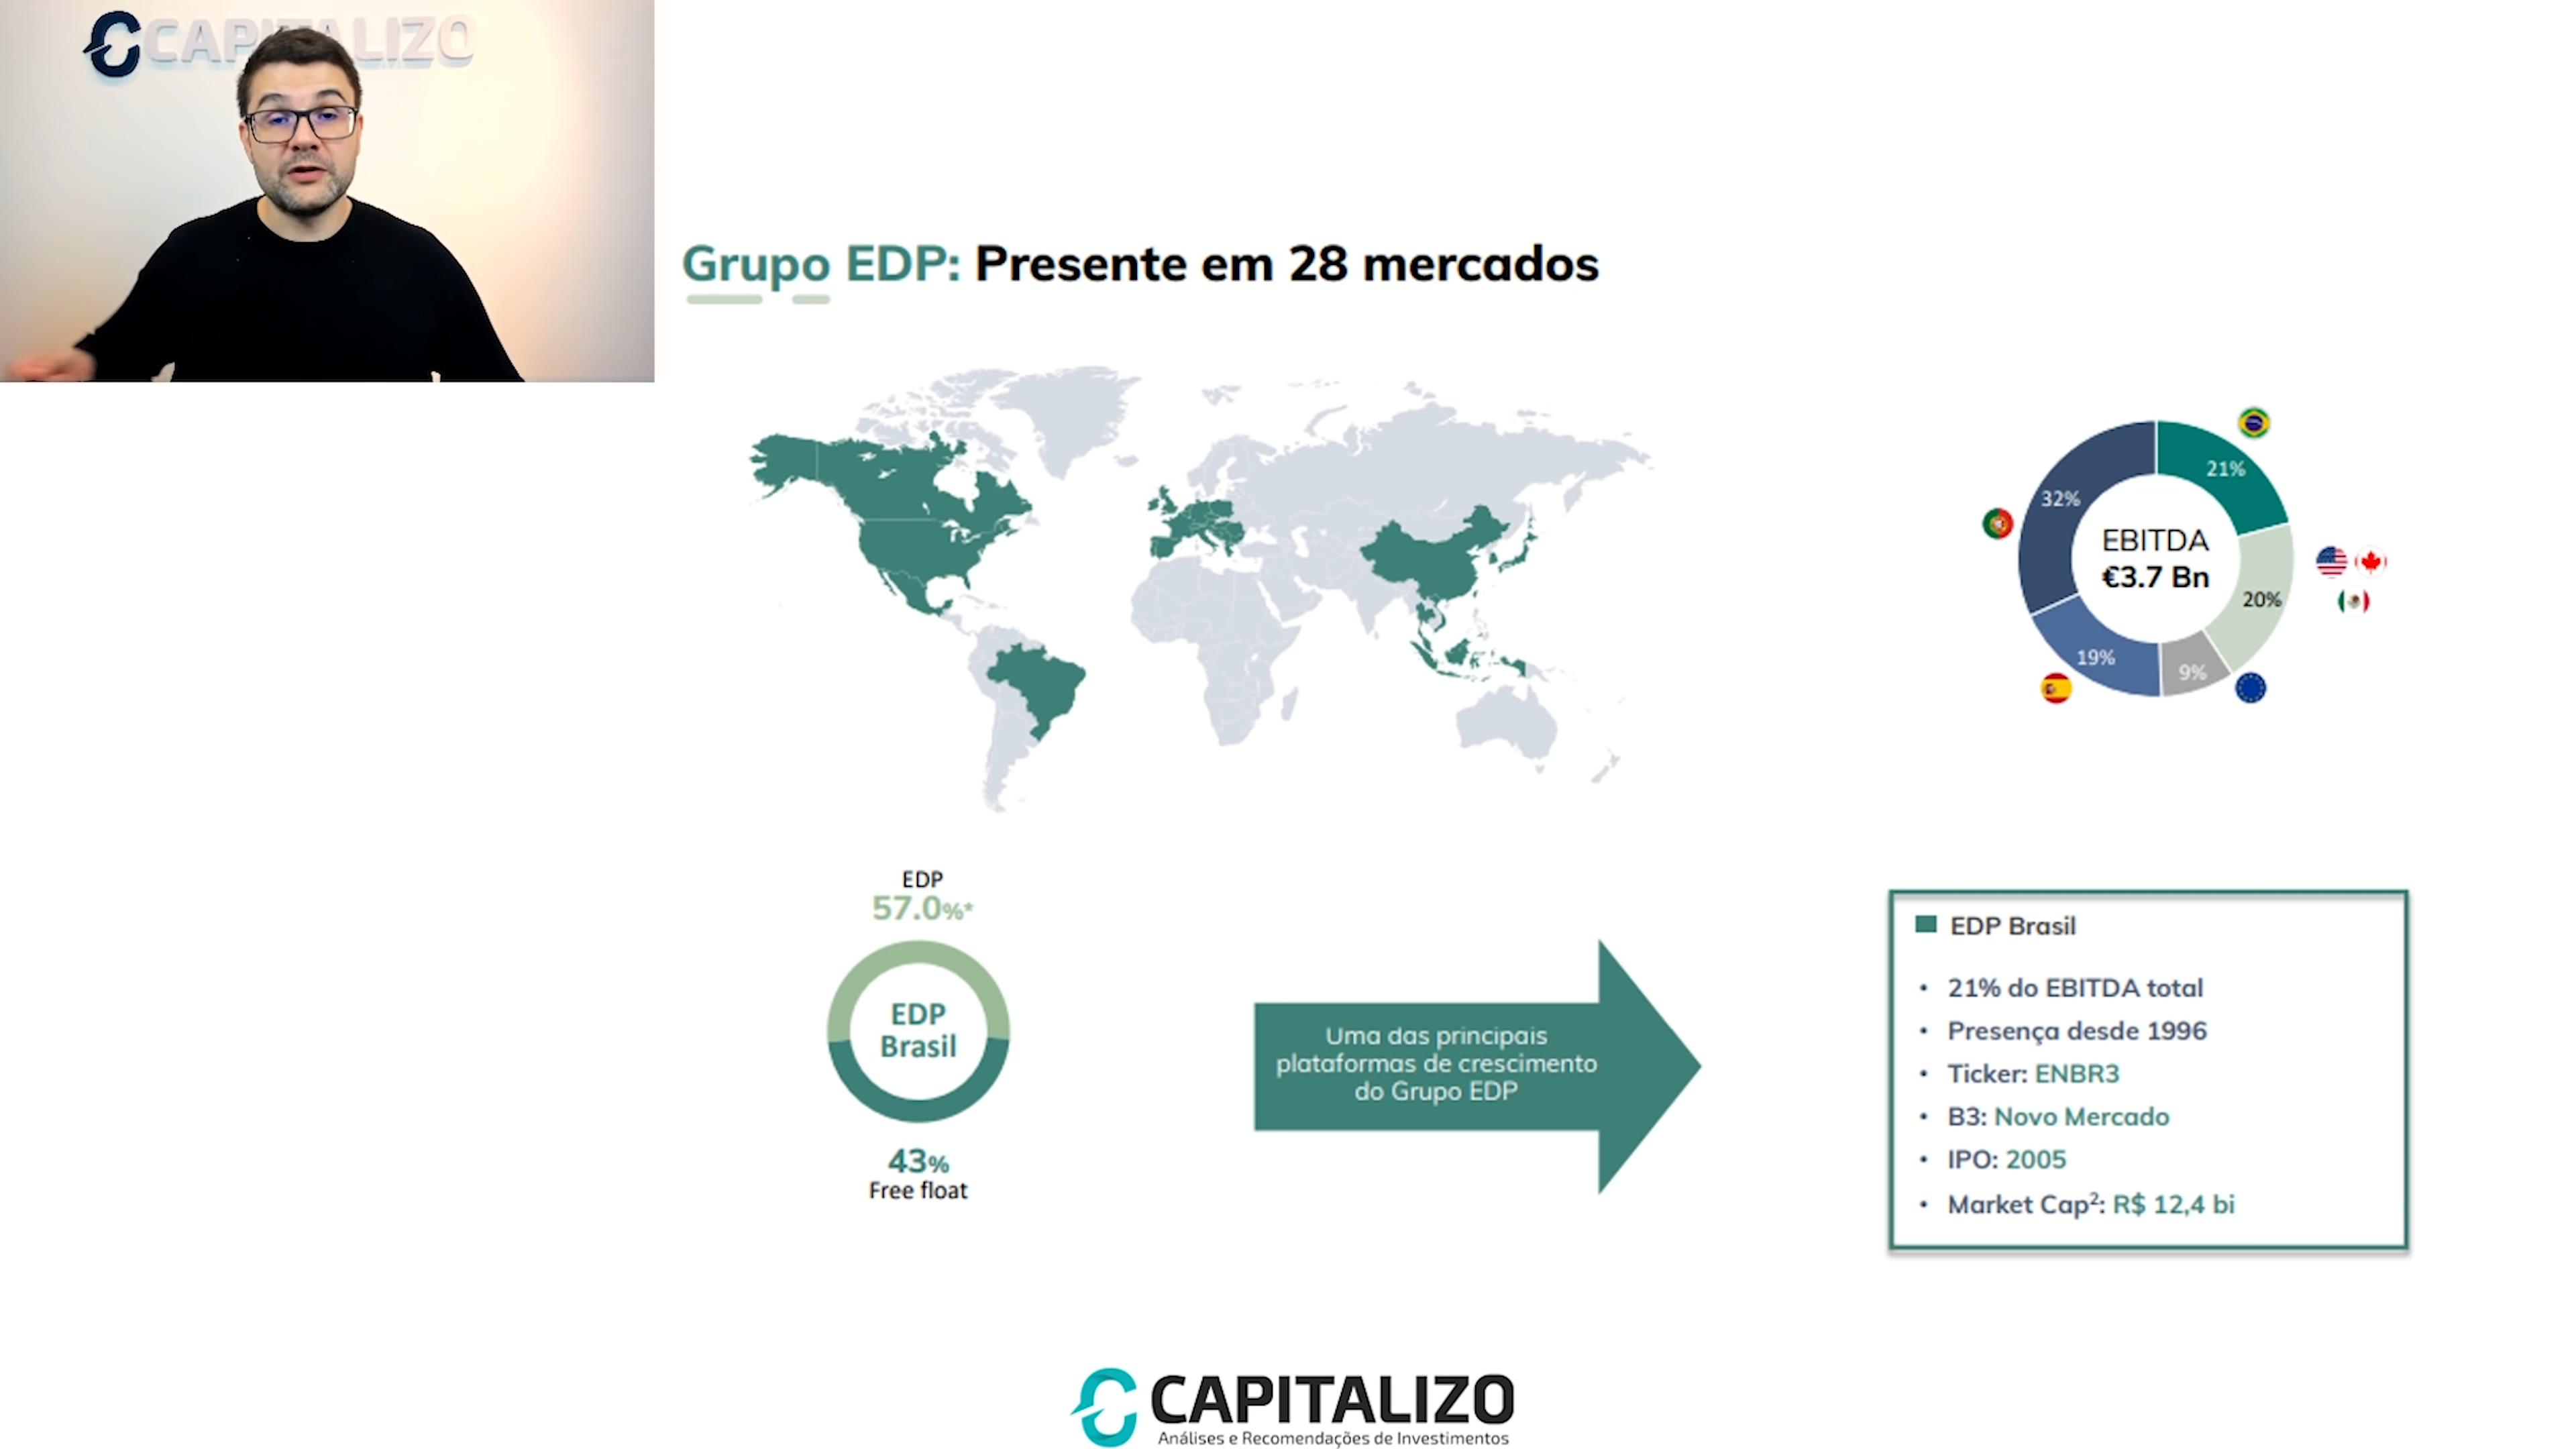 CAPITALIZO
Grupo EDP: Presente em 28 mercados
21%
32%
EBITDA
€3.7 Bn
20%
19%
9%
EDP
57.0%*
EDP
Brasil
43%
Free float
Uma das principais
plataformas de crescimento
do Grupo EDP
EDP Brasil
• 21% do EBITDA total
• Presença desde 1996
• Ticker: ENBR3
• B3: Novo Mercado
• IPO: 2005
• Market Cap²: R$ 12,4 bi
CAPITALIZO
Análises e Recomendações de Investimentos